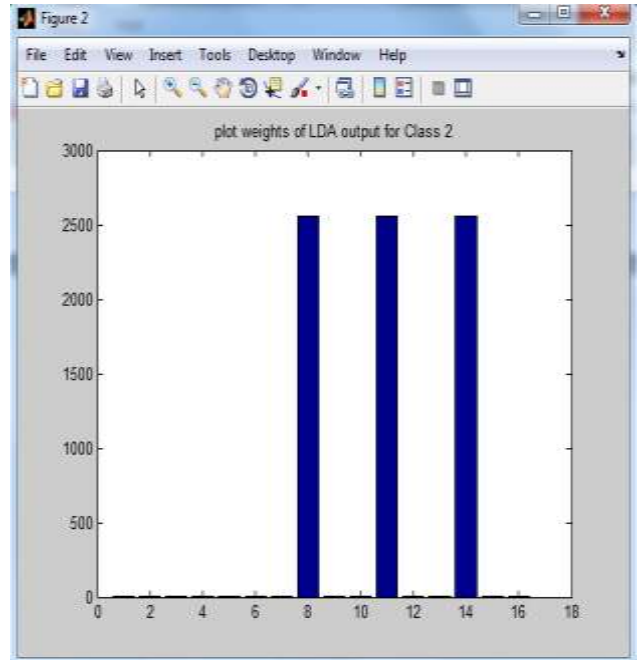 Figure 2
File Edit View Insert Tools Desktop Window Help
plot weights of LDA output for Class 2
3000
2500
2000
1500
1000
500
0
0 2 4 6 8 10 12 14 16 18